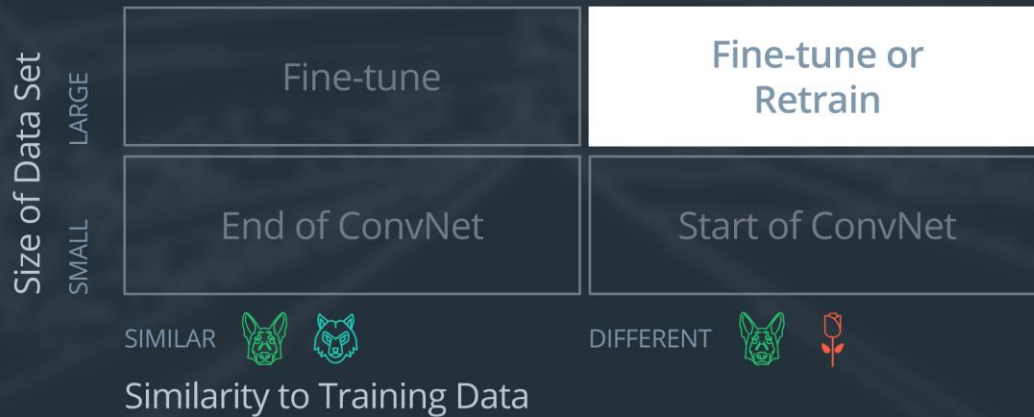 Size of Data Set
LARGE
Fine-tune
Fine-tune or
Retrain
SMALL
End of ConvNet
Start of ConvNet
SIMILAR
DIFFERENT
Similarity to Training Data